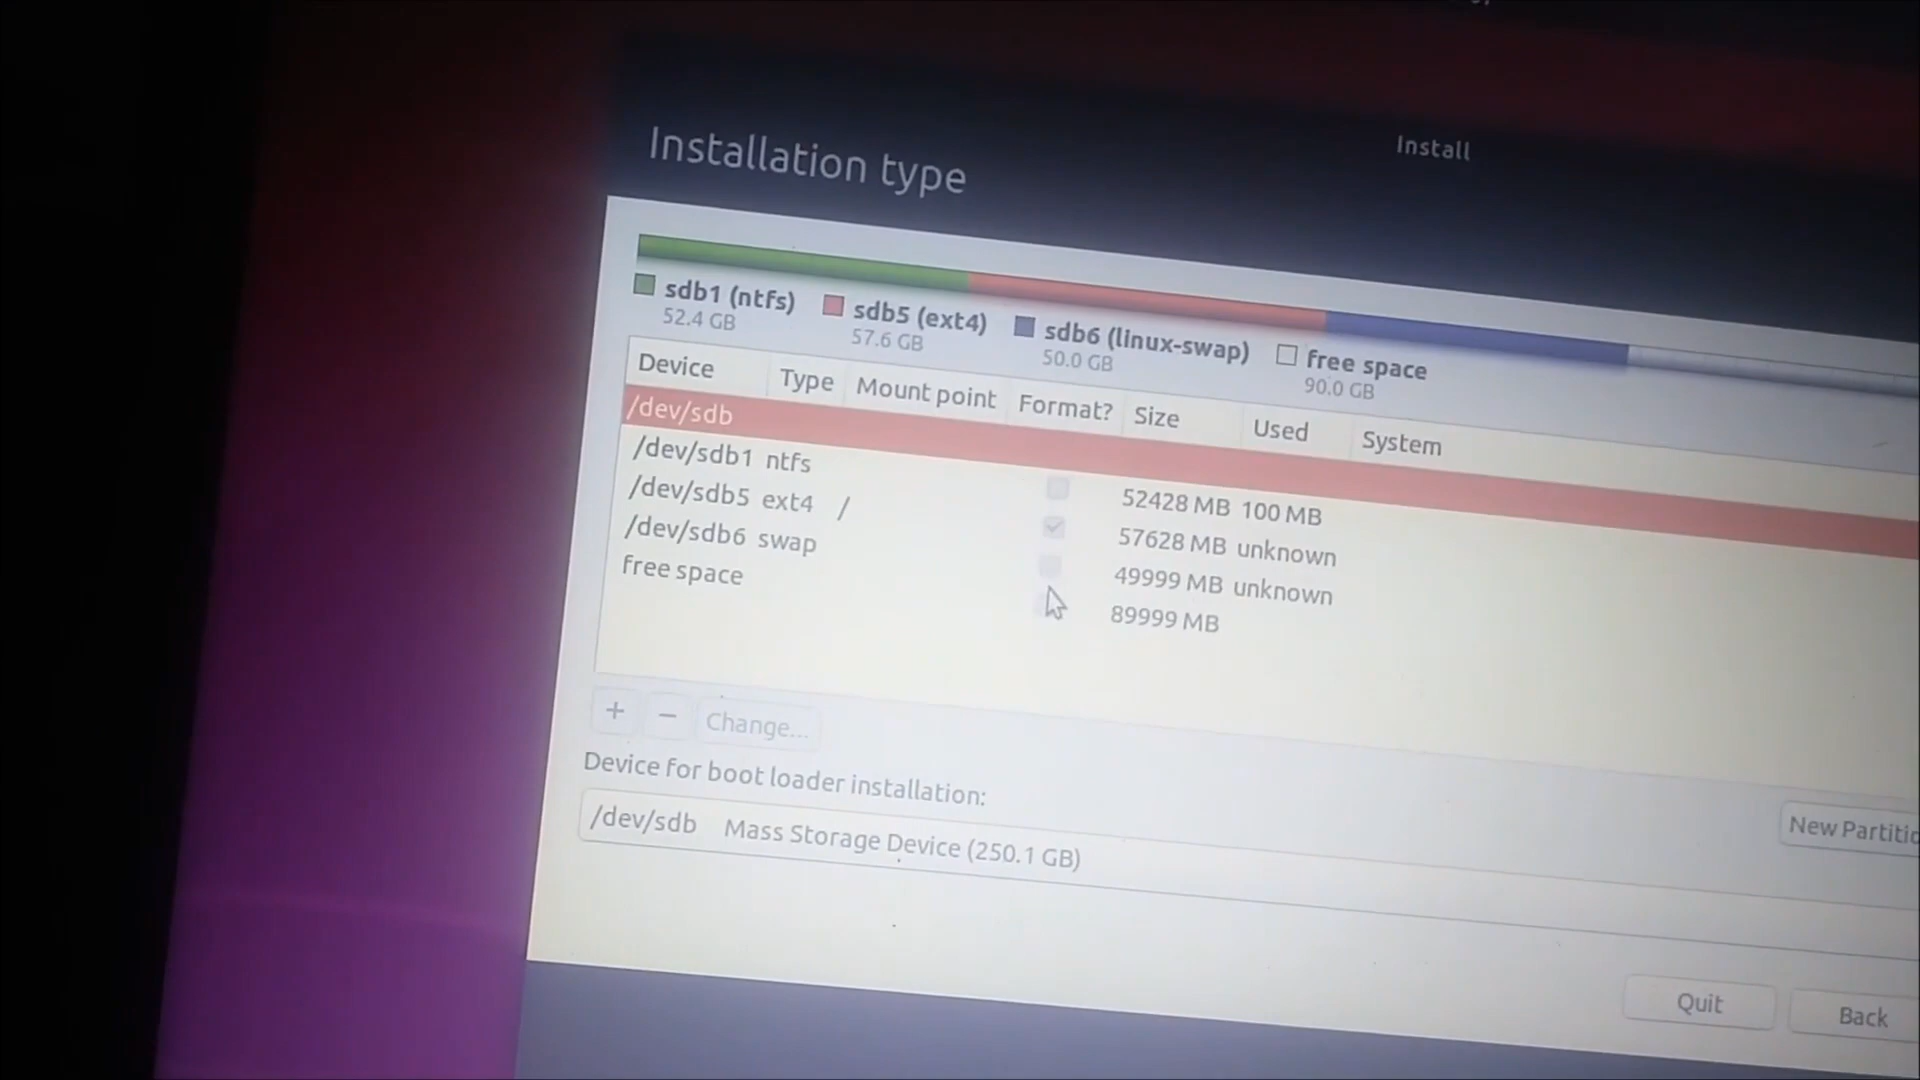 Install
Installation type
sdb1 (ntfs)
52.4 GB
sdb5 (ext4)
57.6 GB
sdb6 (linux-swap)
50.0 GB
free space
90.0 GB
Device Type Mount point Format? Size Used System
/dev/sdb
/dev/sdb1 ntfs 52428 MB 100 MB
/dev/sdb5 ext4 / 57628 MB unknown
/dev/sdb6 swap 49999 MB unknown
free space 89999 MB
+ − Change...
New Partitio
Device for boot loader installation:
/dev/sdb Mass Storage Device (250.1 GB)
Quit Back